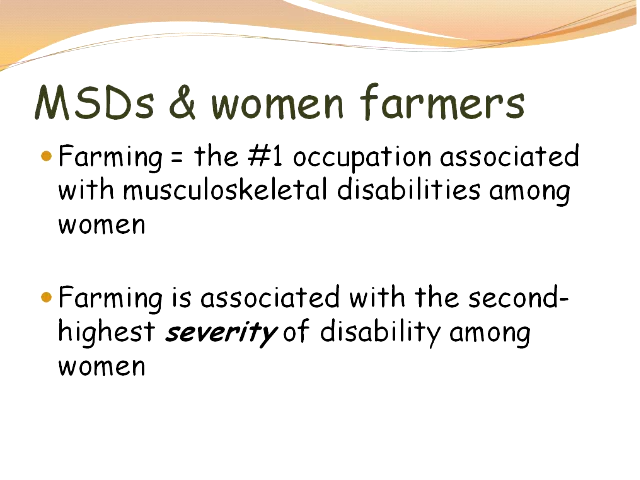 MSDs & women farmers
• Farming = the #1 occupation associated
with musculoskeletal disabilities among
women
• Farming is associated with the second-
highest severity of disability among
women